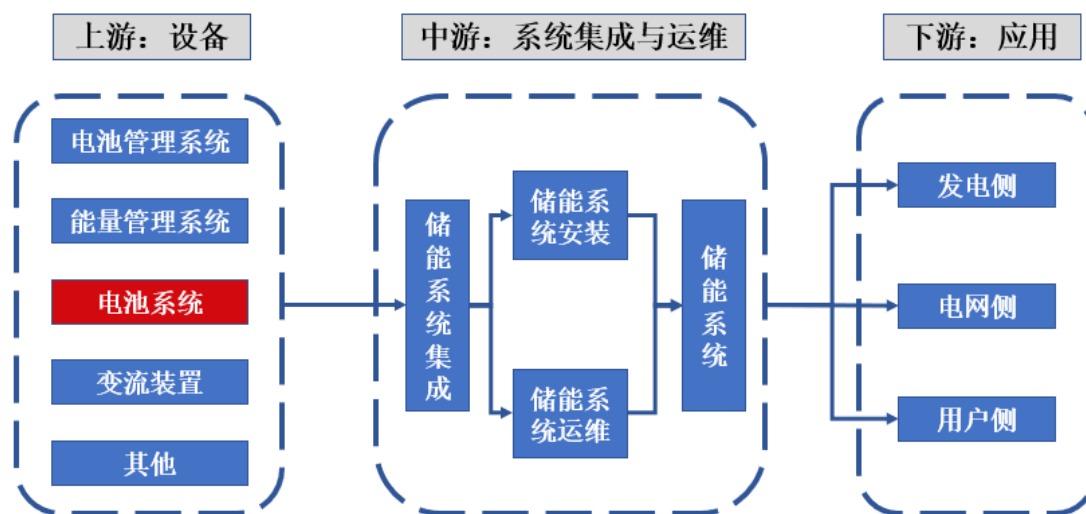 上游：设备
中游：系统集成与运维
下游：应用
电池管理系统
能量管理系统
电池系统
变流装置
其他
储能系统集成
储能系
统安装
储能系
统运维
储能系统
发电侧
电网侧
用户侧